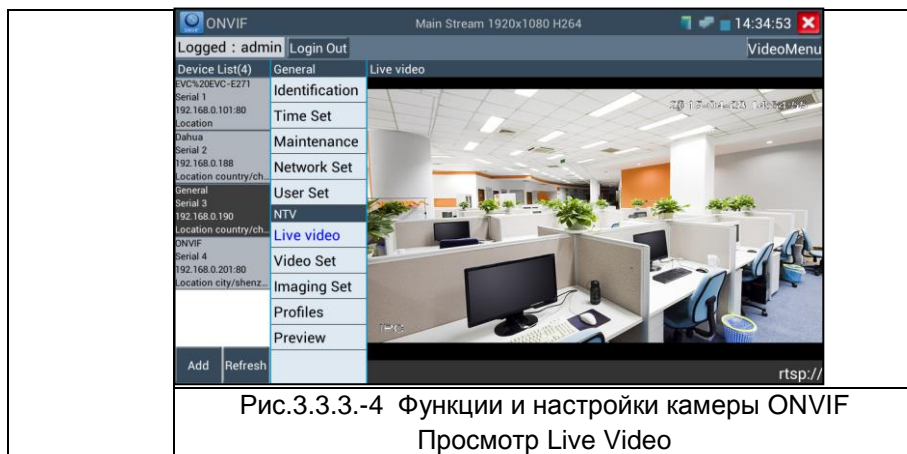 ONVIF
Main Stream 1920x1080 H264
14:34:53
Logged : admin
Login Out
VideoMenu
Device List(4)
EVC%20EVC-E271
Serial 1
192.168.0.101:80
Location
Dahua
Serial 2
192.168.0.188
Location country/ch...
General
Serial 3
192.168.0.190
Location country/ch...
ONVIF
Serial 4
192.168.0.201:80
Location city/shenz...
Add
Refresh
General
Identification
Time Set
Maintenance
Network Set
User Set
NTV
Live video
Video Set
Imaging Set
Profiles
Preview
Live video
IPC
rtsp://
Рис.3.3.3.-4 Функции и настройки камеры ONVIF
Просмотр Live Video